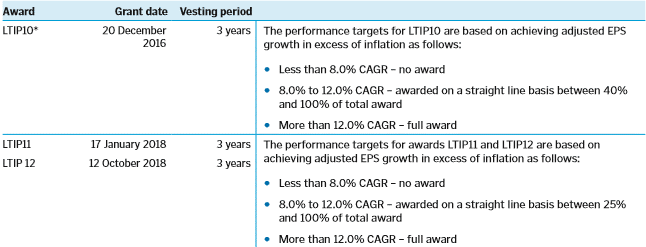 Award Grant date Vesting period
LTIP10* 20 December 2016 3 years The performance targets for LTIP10 are based on achieving adjusted EPS
growth in excess of inflation as follows:
• Less than 8.0% CAGR – no award
• 8.0% to 12.0% CAGR – awarded on a straight line basis between 40%
and 100% of total award
• More than 12.0% CAGR – full award
LTIP11 17 January 2018 3 years The performance targets for awards LTIP11 and LTIP12 are based on
LTIP 12 12 October 2018 3 years achieving adjusted EPS growth in excess of inflation as follows:
• Less than 8.0% CAGR – no award
• 8.0% to 12.0% CAGR – awarded on a straight line basis between 25%
and 100% of total award
• More than 12.0% CAGR – full award